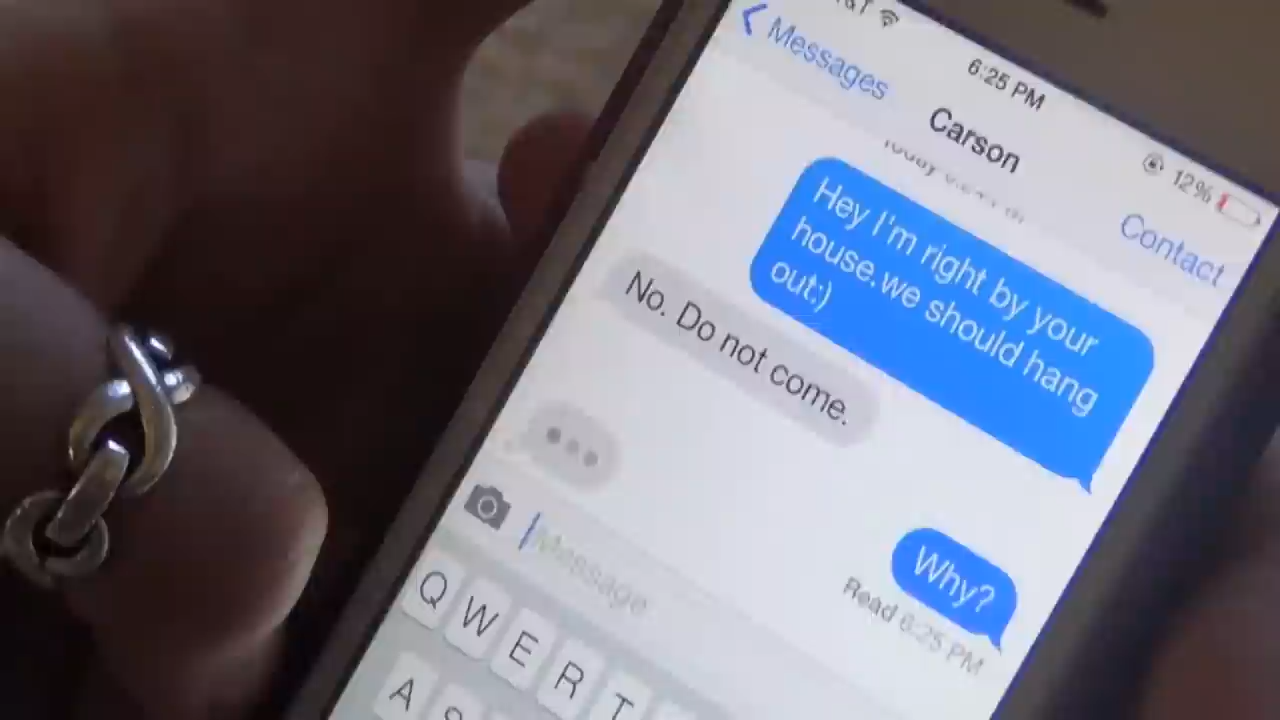 6:25 PM
12%
Messages
Carson
Contact
Hey I'm right by your
house.we should hang
out:)
No. Do not come.
Why?
Read 6:25 PM
Message
Q W E R T
A S